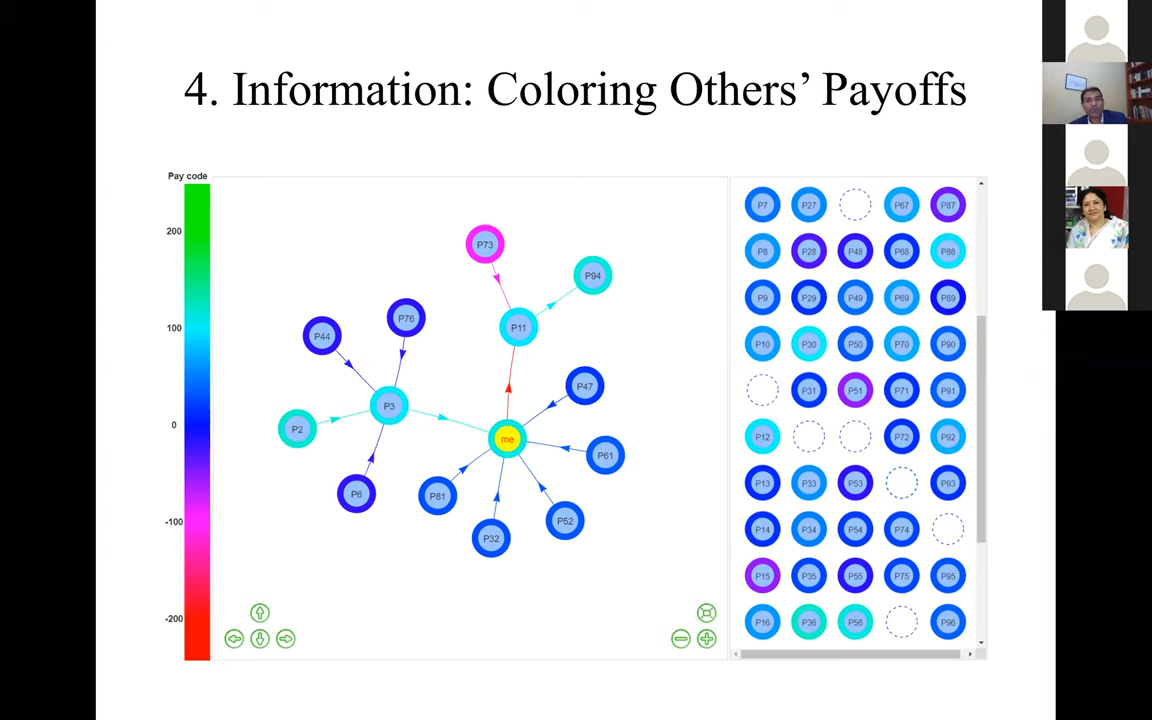 4. Information: Coloring Others’ Payoffs
Pay code
200
100
0
-100
-200
P73
P94
P11
P76
P44
P47
P3
P2
me
P61
P6
P81
P52
P32
P7 P27 P67 P87
P8 P28 P48 P68 P88
P9 P29 P49 P69 P89
P10 P30 P50 P70 P90
P31 P51 P71 P91
P12 P72 P92
P13 P33 P53 P93
P14 P34 P54 P74
P15 P35 P55 P75 P95
P16 P36 P56 P96